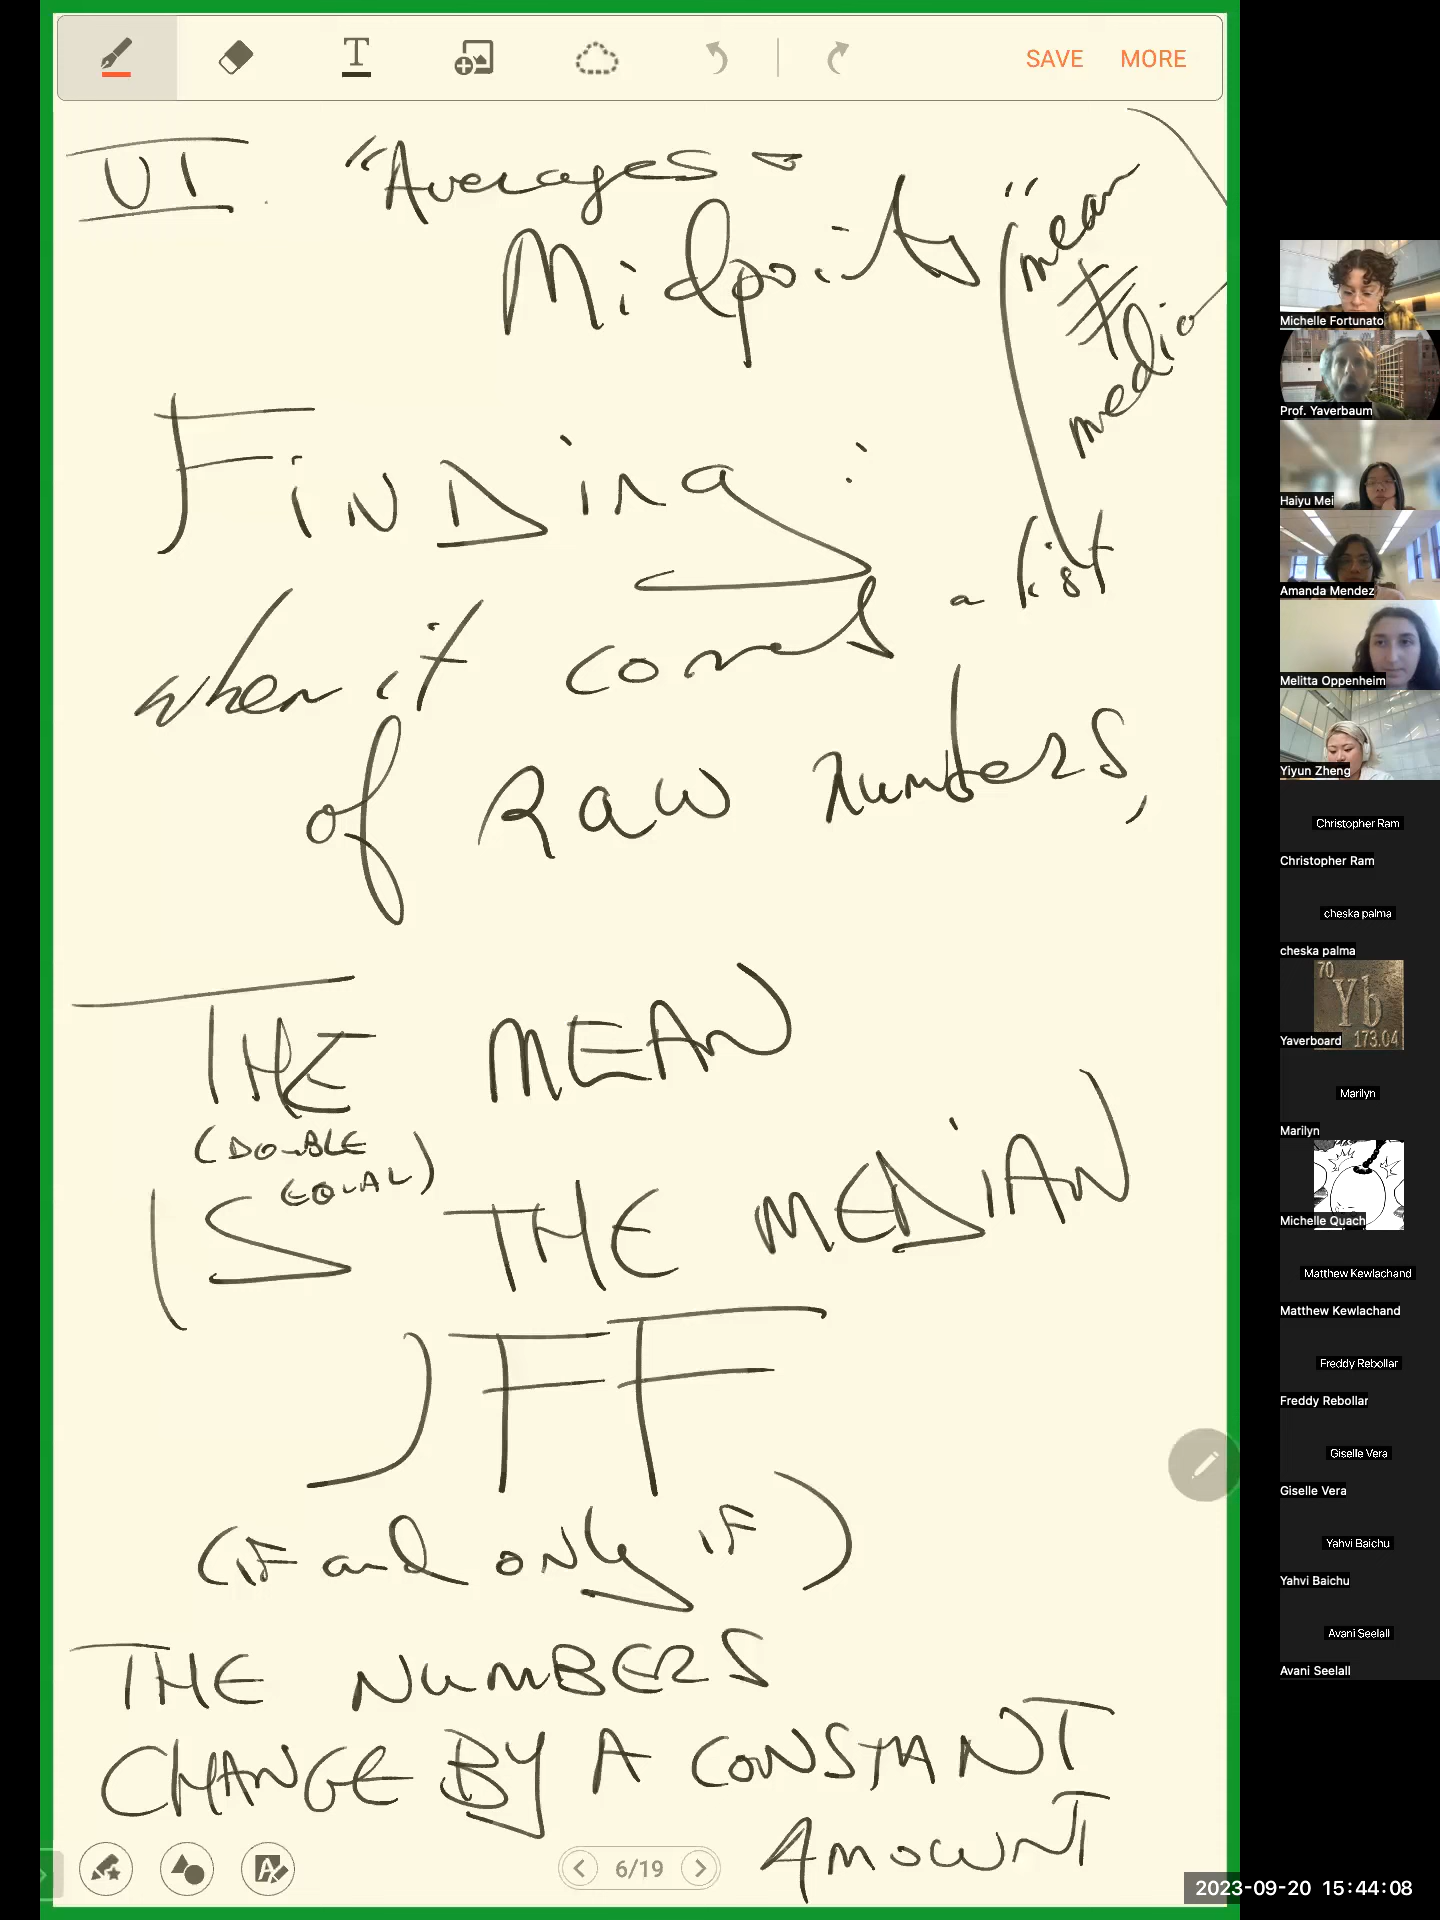 SAVE MORE
VI "Averages -
Midpoints" (mean
≠
median
Finding :
when it comes a list
of Raw numbers,
THE MEAN
(DOUBLE
EQUAL)
IS THE MEDIAN
IFF
(if and only if)
THE NUMBERS
CHANGE BY A CONSTANT
AMOUNT
6/19
Michelle Fortunato
Prof. Yaverbaum
Haiyu Mei
Amanda Mendez
Melitta Oppenheim
Yiyun Zheng
Christopher Ram
Christopher Ram
cheska palma
cheska palma
70
Yb
Yaverboard 173.04
Marilyn
Marilyn
Michelle Quach
Matthew Kewlachand
Matthew Kewlachand
Freddy Rebollar
Freddy Rebollar
Giselle Vera
Giselle Vera
Yahvi Baichu
Yahvi Baichu
Avani Seelall
Avani Seelall
2023-09-20 15:44:08